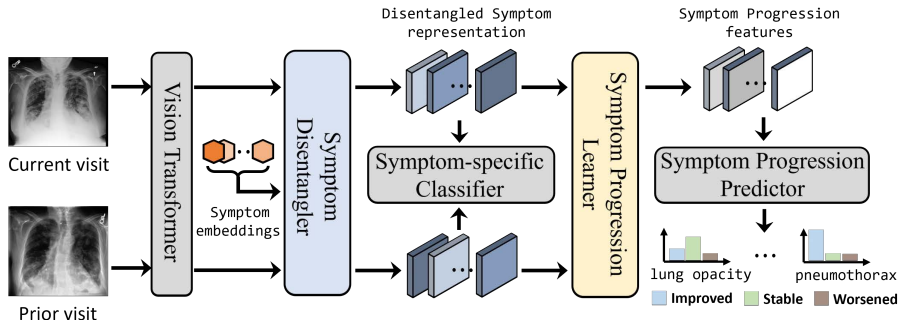 Disentangled Symptom
representation
Symptom Progression
features
Current visit
Vision Transformer
Symptom
embeddings
Symptom
Disentangler
Symptom-specific
Classifier
Symptom Progression
Learner
Symptom Progression
Predictor
Prior visit
lung opacity
pneumothorax
Improved
Stable
Worsened